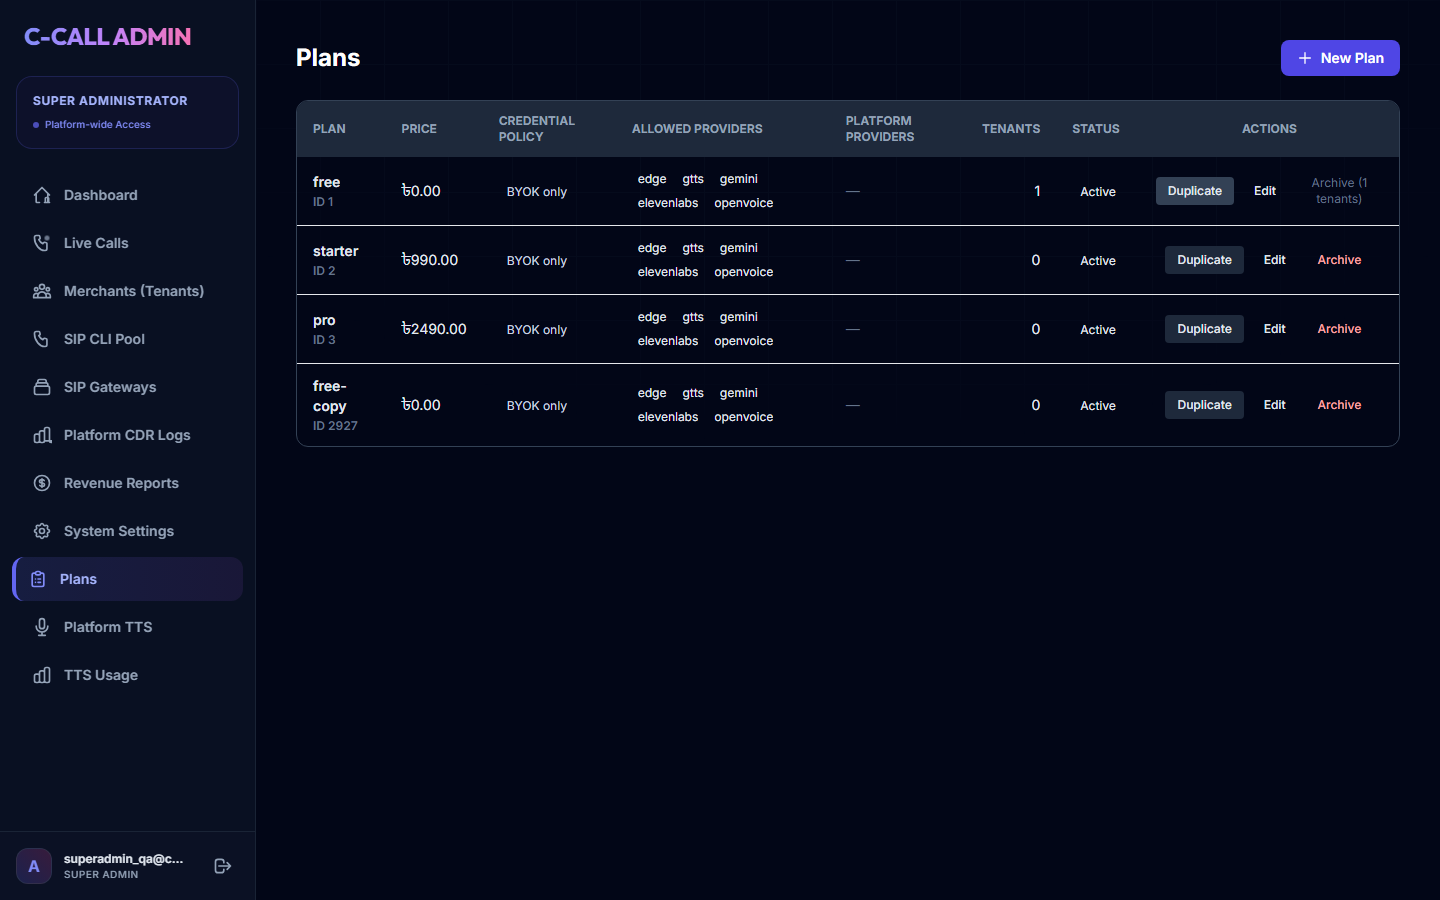 C-CALL ADMIN
SUPER ADMINISTRATOR
Platform-wide Access
Dashboard
Live Calls
Merchants (Tenants)
SIP CLI Pool
SIP Gateways
Platform CDR Logs
Revenue Reports
System Settings
Plans
Platform TTS
TTS Usage
A
superadmin_qa@c...
SUPER ADMIN
Plans
New Plan
PLAN PRICE CREDENTIAL POLICY ALLOWED PROVIDERS PLATFORM PROVIDERS TENANTS STATUS ACTIONS
free ৳0.00 BYOK only edge gtts gemini — 1 Active Duplicate Edit Archive (1 tenants)
ID 1 elevenlabs openvoice
starter ৳990.00 BYOK only edge gtts gemini — 0 Active Duplicate Edit Archive
ID 2 elevenlabs openvoice
pro ৳2490.00 BYOK only edge gtts gemini — 0 Active Duplicate Edit Archive
ID 3 elevenlabs openvoice
free-copy ৳0.00 BYOK only edge gtts gemini — 0 Active Duplicate Edit Archive
ID 2927 elevenlabs openvoice